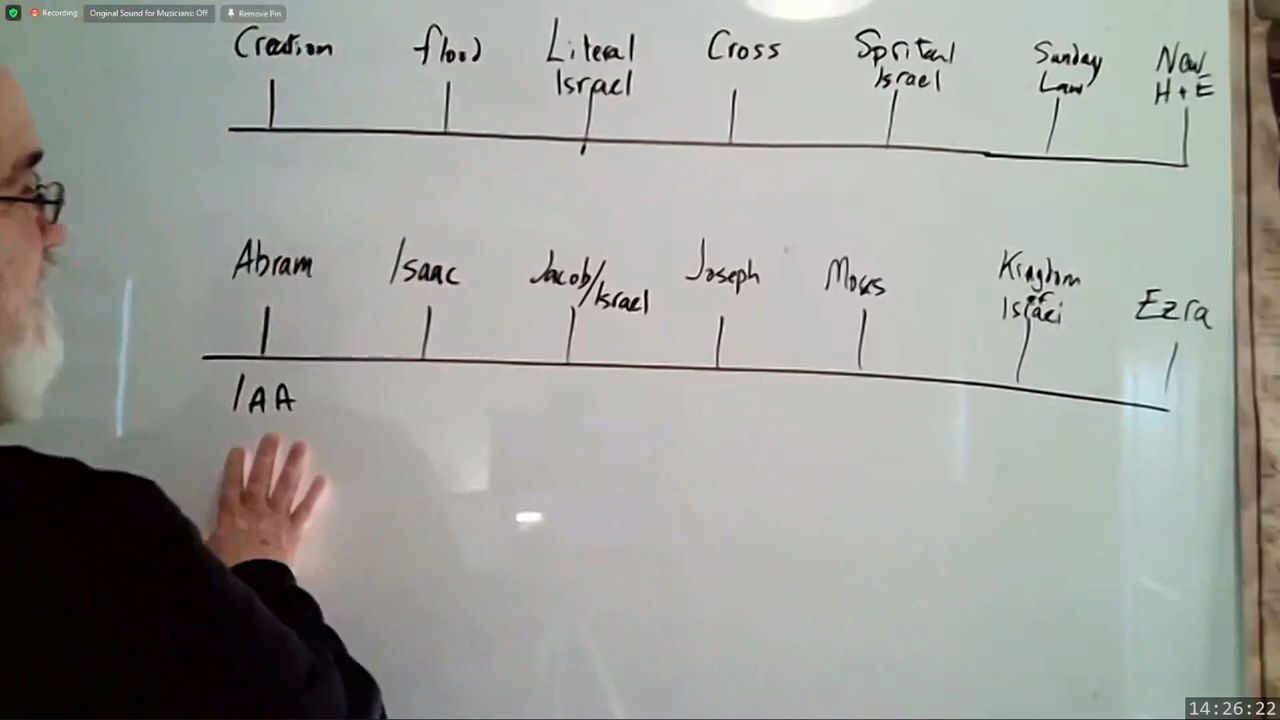 Recording
Original Sound for Musicians: Off
Remove Pin
Creation flood Literal Cross Spritual Sunday New
Israel Israel Law H + E
Abram Isaac Jacob/Israel Joseph Moses Kingdom Ezra
of
Israel
IAA
14:26:22